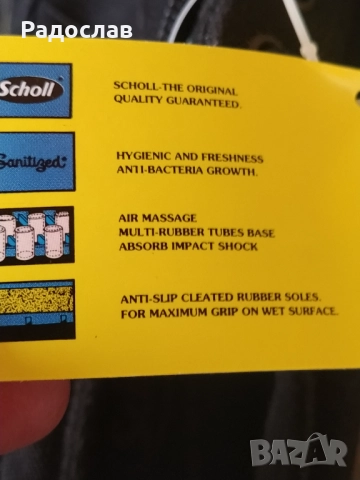 Радослав
Scholl
SCHOLL-THE ORIGINAL
QUALITY GUARANTEED.
Sanitized
HYGIENIC AND FRESHNESS
ANTI-BACTERIA GROWTH.
AIR MASSAGE
MULTI-RUBBER TUBES BASE
ABSORB IMPACT SHOCK
ANTI-SLIP CLEATED RUBBER SOLES.
FOR MAXIMUM GRIP ON WET SURFACE.
BAZAR